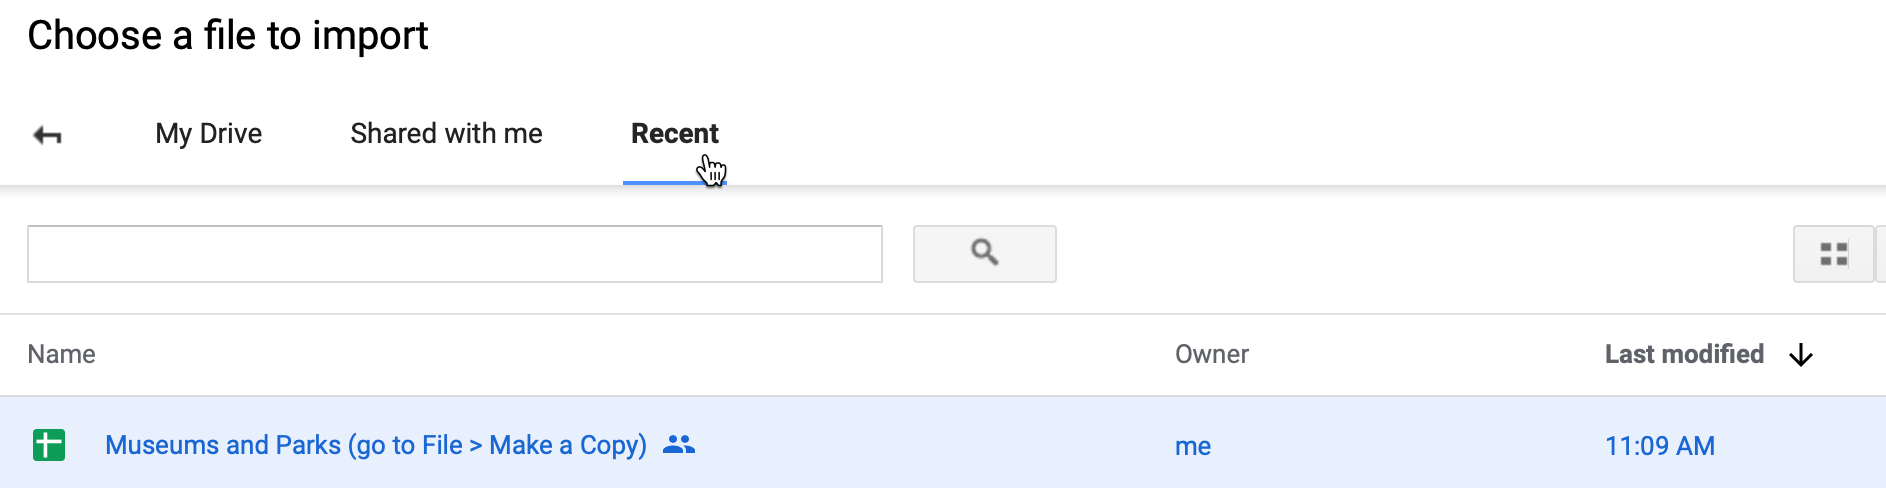 Choose a file to import
My Drive Shared with me Recent
Name Owner Last modified
Museums and Parks (go to File > Make a Copy) me 11:09 AM